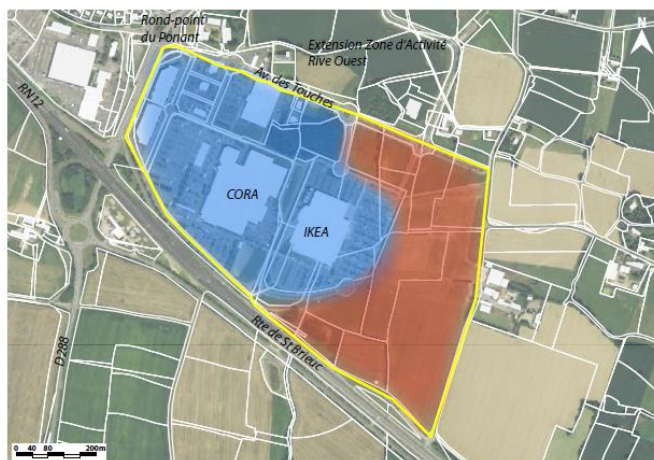 Rond-point
du Ponant
Extension Zone d'Activité
Rive Ouest
N
Av. des Touches
RN12
CORA
IKEA
Rte de St Brieuc
D288
0 40 80 200m